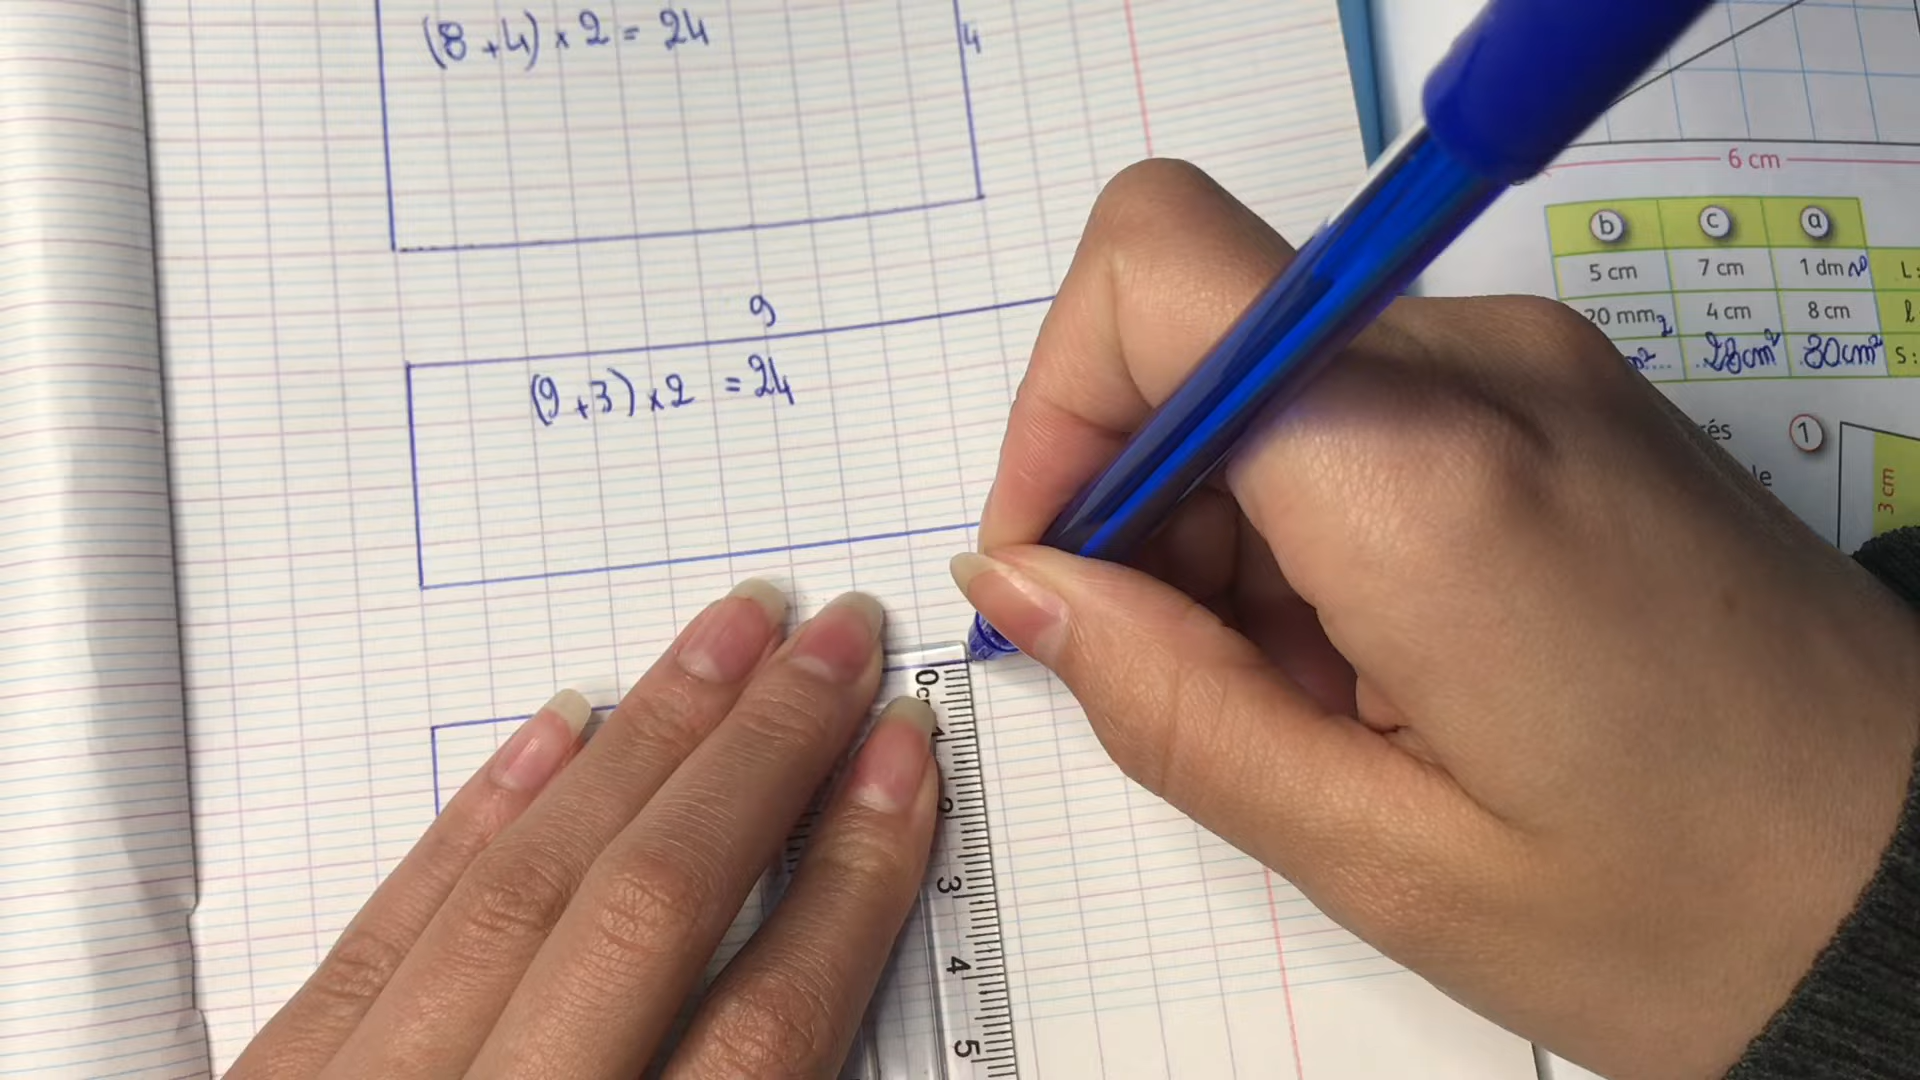 (8+4)×2 = 24
4
9
(9+3)×2 = 24
0
1
2
3
4
5
6 cm
b c a
5 cm 7 cm 1 dm
20 mm 4 cm 8 cm
28cm² 80cm² S :
1
3 cm